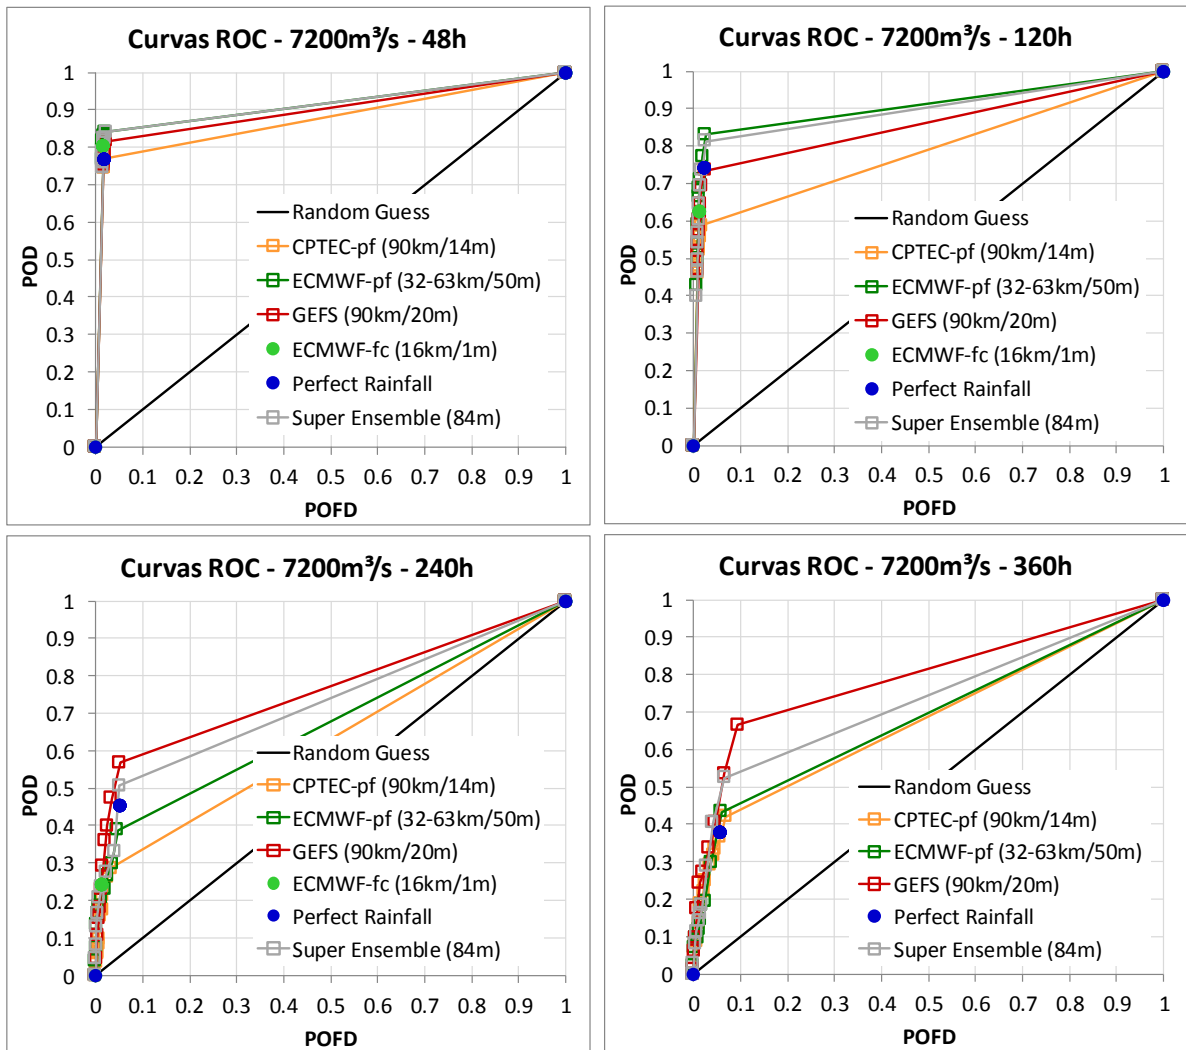 Curvas ROC - 7200m³/s - 48h
1
0.9
0.8
0.7
0.6
0.5
0.4
0.3
0.2
0.1
0
POD
Random Guess
CPTEC-pf (90km/14m)
ECMWF-pf (32-63km/50m)
GEFS (90km/20m)
ECMWF-fc (16km/1m)
Perfect Rainfall
Super Ensemble (84m)
0 0.1 0.2 0.3 0.4 0.5 0.6 0.7 0.8 0.9 1
POFD
Curvas ROC - 7200m³/s - 120h
1
0.9
0.8
0.7
0.6
0.5
0.4
0.3
0.2
0.1
0
POD
Random Guess
CPTEC-pf (90km/14m)
ECMWF-pf (32-63km/50m)
GEFS (90km/20m)
ECMWF-fc (16km/1m)
Perfect Rainfall
Super Ensemble (84m)
0 0.1 0.2 0.3 0.4 0.5 0.6 0.7 0.8 0.9 1
POFD
Curvas ROC - 7200m³/s - 240h
1
0.9
0.8
0.7
0.6
0.5
0.4
0.3
0.2
0.1
0
POD
Random Guess
CPTEC-pf (90km/14m)
ECMWF-pf (32-63km/50m)
GEFS (90km/20m)
ECMWF-fc (16km/1m)
Perfect Rainfall
Super Ensemble (84m)
0 0.1 0.2 0.3 0.4 0.5 0.6 0.7 0.8 0.9 1
POFD
Curvas ROC - 7200m³/s - 360h
1
0.9
0.8
0.7
0.6
0.5
0.4
0.3
0.2
0.1
0
POD
Random Guess
CPTEC-pf (90km/14m)
ECMWF-pf (32-63km/50m)
GEFS (90km/20m)
Perfect Rainfall
Super Ensemble (84m)
0 0.1 0.2 0.3 0.4 0.5 0.6 0.7 0.8 0.9 1
POFD